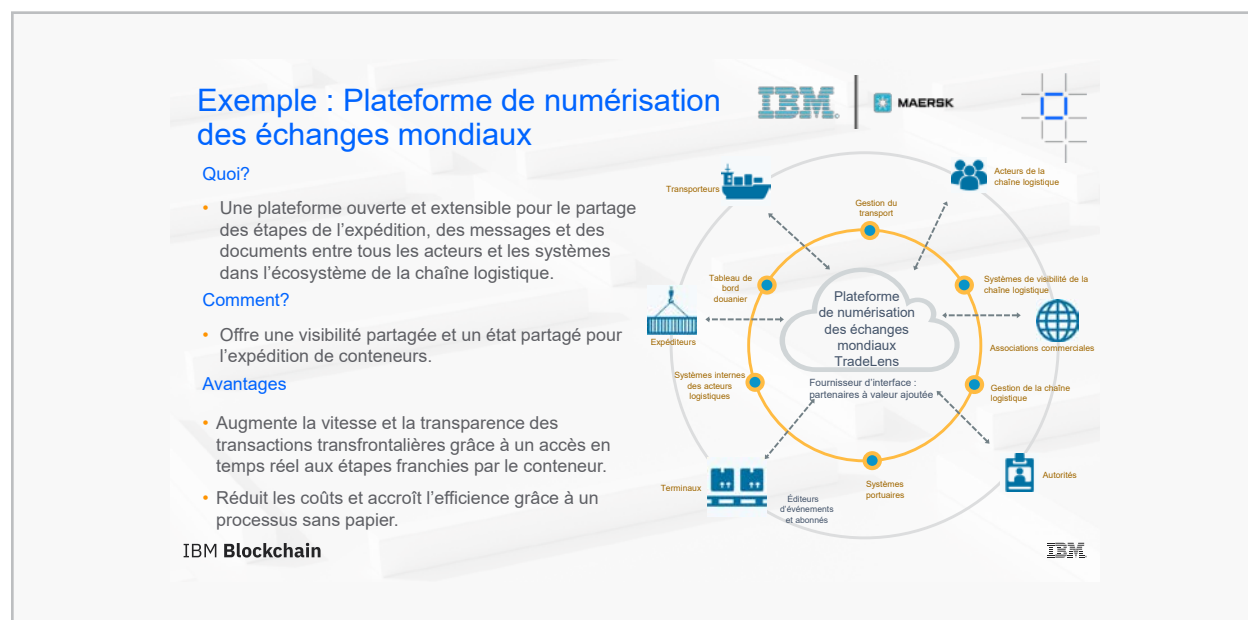 Exemple : Plateforme de numérisation
des échanges mondiaux
IBM
MAERSK
Quoi?
• Une plateforme ouverte et extensible pour le partage
des étapes de l'expédition, des messages et des
documents entre tous les acteurs et les systèmes
dans l'écosystème de la chaîne logistique.
Comment?
• Offre une visibilité partagée et un état partagé pour
l'expédition de conteneurs.
Avantages
• Augmente la vitesse et la transparence des
transactions transfrontalières grâce à un accès en
temps réel aux étapes franchies par le conteneur.
• Réduit les coûts et accroît l'efficience grâce à un
processus sans papier.
Transporteurs
Acteurs de la
chaîne logistique
Gestion du
transport
Tableau de
bord
douanier
Systèmes de visibilité de la
chaîne logistique
Plateforme
de numérisation
des échanges
mondiaux
TradeLens
Expéditeurs
Associations commerciales
Systèmes internes
des acteurs
logistiques
Fournisseur d'interface :
partenaires à valeur ajoutée
Gestion de la chaîne
logistique
Terminaux
Éditeurs
d'événements
et abonnés
Systèmes
portuaires
Autorités
IBM Blockchain
IBM